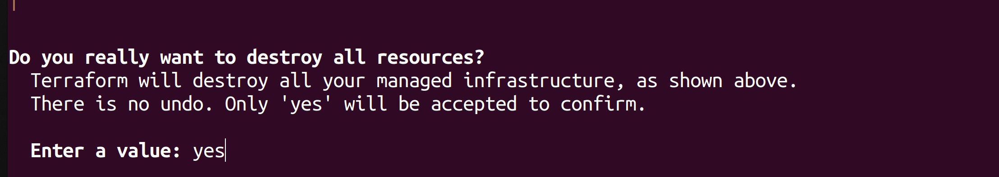 Do you really want to destroy all resources?
Terraform will destroy all your managed infrastructure, as shown above.
There is no undo. Only 'yes' will be accepted to confirm.
Enter a value: yes